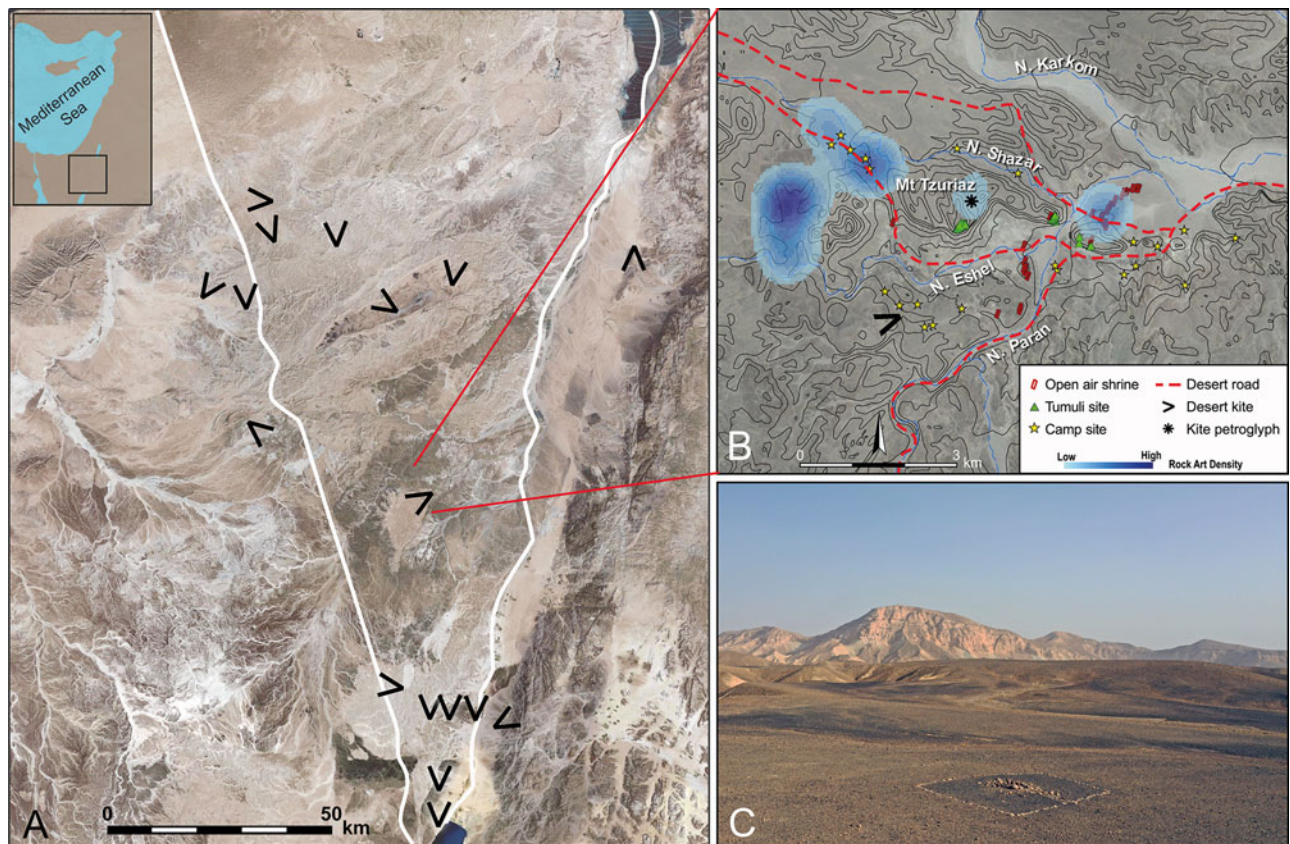 Mediterranean
Sea
A
0
50
km
N. Karkom
N. Shazar
Mt Tzuriaz
N. Eshel
N. Paran
B
0
3
km
Open air shrine
Tumuli site
Camp site
Desert road
Desert kite
Kite petroglyph
Low
High
Rock Art Density
C